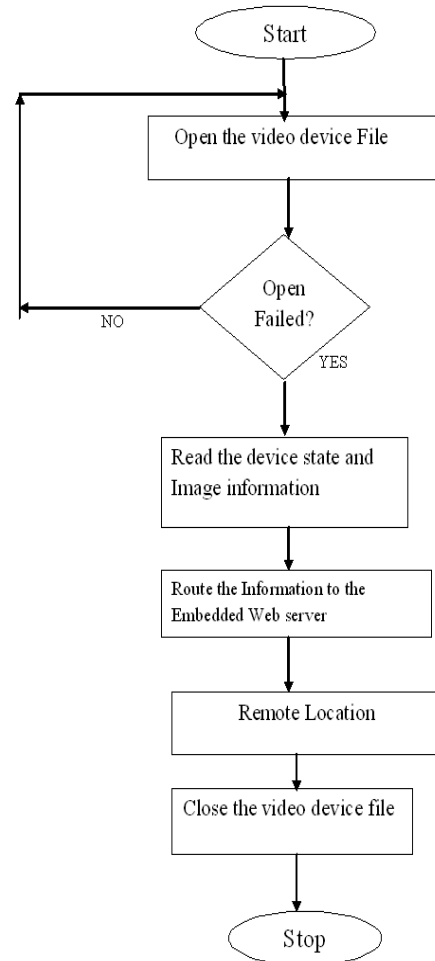 Start
Open the video device File
Open
Failed?
NO
YES
Read the device state and
Image information
Route the Information to the
Embedded Web server
Remote Location
Close the video device file
Stop